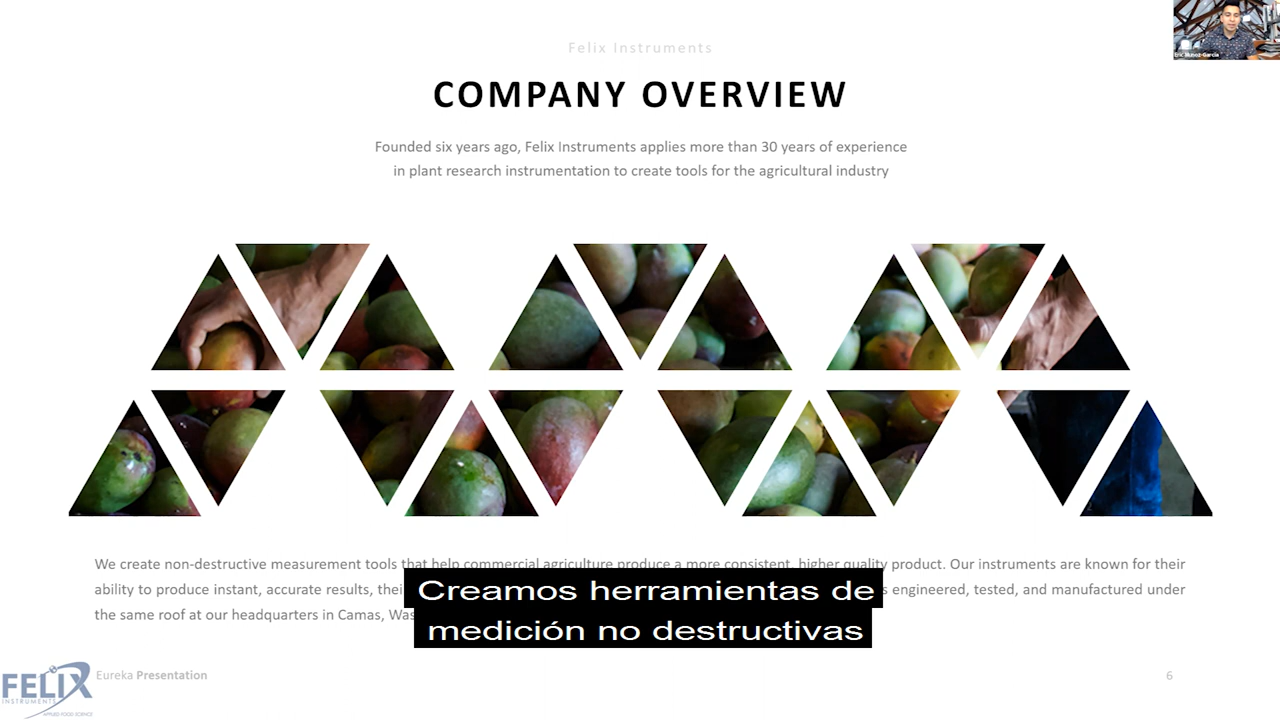 Felix Instruments
COMPANY OVERVIEW
Founded six years ago, Felix Instruments applies more than 30 years of experience
in plant research instrumentation to create tools for the agricultural industry
We create non-destructive measurement tools that help commercial agriculture produce a more consistent, higher quality product. Our instruments are known for their
ability to produce instant, accurate results, engineered, tested, and manufactured under
the same roof at our headquarters in Camas,
Creamos herramientas de
medición no destructivas
FELIX
INSTRUMENTS
APPLIED FOOD SCIENCE
Eureka Presentation
6